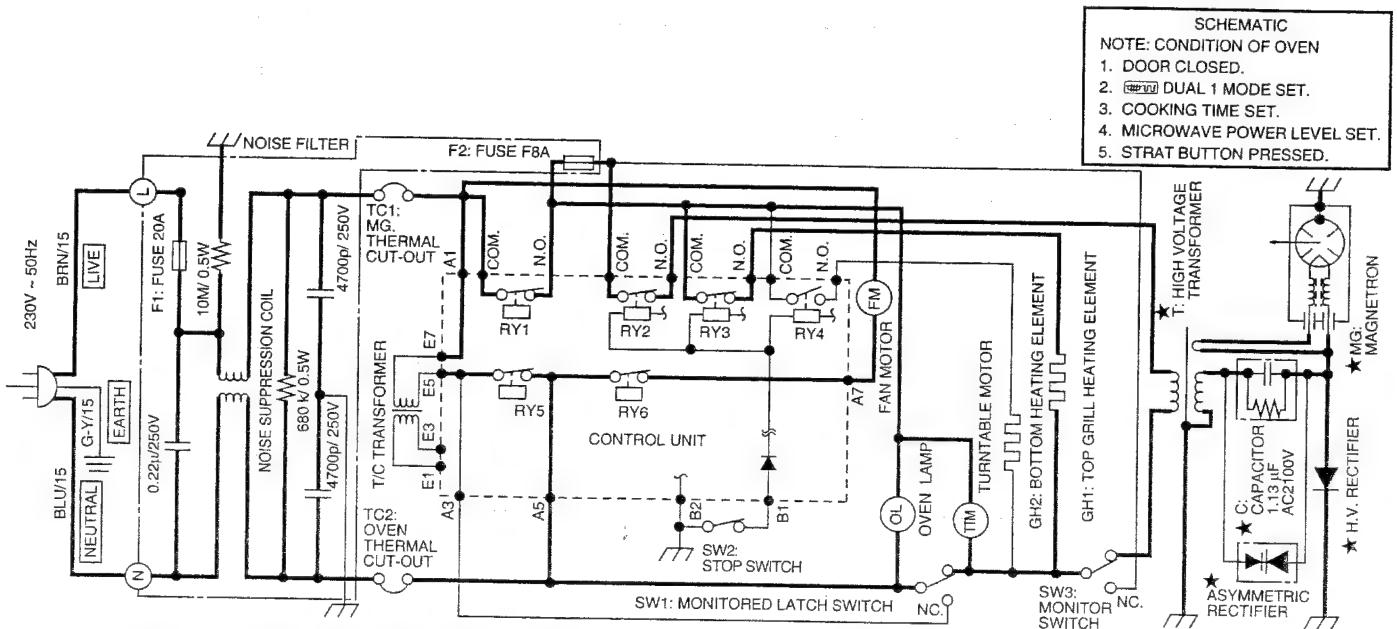 SCHEMATIC
NOTE: CONDITION OF OVEN
1. DOOR CLOSED.
2. DUAL 1 MODE SET.
3. COOKING TIME SET.
4. MICROWAVE POWER LEVEL SET.
5. STRAT BUTTON PRESSED.
NOISE FILTER
F2: FUSE F8A
230V ~ 50Hz
BRN/15
LIVE
L
F1: FUSE 20A
10M/ 0.5W
4700p/ 250V
TC1:
MG.
THERMAL
CUT-OUT
A1
COM.
N.O.
COM.
N.O.
COM.
N.O.
COM.
N.O.
RY1
RY2
RY3
RY4
FM
FAN MOTOR
T: HIGH VOLTAGE
TRANSFORMER
MG:
MAGNETRON
G-Y/15
EARTH
BLU/15
NEUTRAL
N
0.22µ/250V
NOISE SUPPRESSION COIL
680 k/ 0.5W
4700p/ 250V
T/C TRANSFORMER
E7
E5
E3
E1
RY5
RY6
A7
CONTROL UNIT
A3
A5
B2
B1
SW2:
STOP SWITCH
TC2:
OVEN
THERMAL
CUT-OUT
OL
OVEN LAMP
TTM
TURNTABLE MOTOR
GH2: BOTTOM HEATING ELEMENT
GH1: TOP GRILL HEATING ELEMENT
SW1: MONITORED LATCH SWITCH
NC.
SW3:
MONITOR
SWITCH
NC.
C:
CAPACITOR
1.13 µF
AC2100V
H.V. RECTIFIER
ASYMMETRIC
RECTIFIER